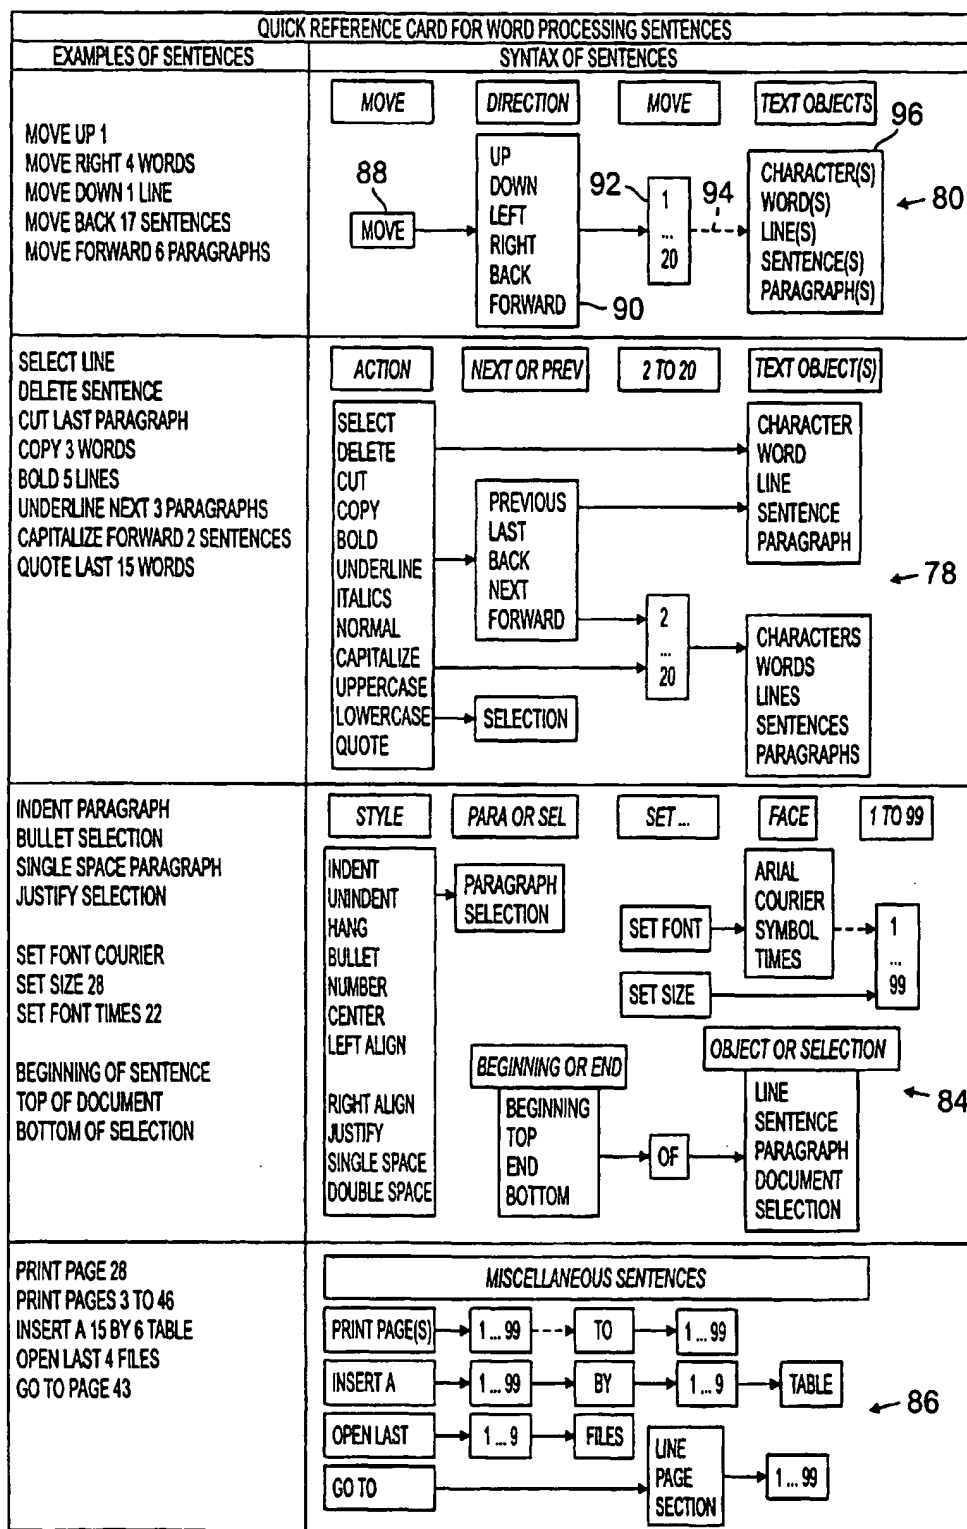 QUICK REFERENCE CARD FOR WORD PROCESSING SENTENCES
EXAMPLES OF SENTENCES
SYNTAX OF SENTENCES
MOVE UP 1
MOVE RIGHT 4 WORDS
MOVE DOWN 1 LINE
MOVE BACK 17 SENTENCES
MOVE FORWARD 6 PARAGRAPHS
MOVE
DIRECTION
MOVE
TEXT OBJECTS
88
MOVE
UP
DOWN
LEFT
RIGHT
BACK
FORWARD
90
92
1
...
20
94
96
CHARACTER(S)
WORD(S)
LINE(S)
SENTENCE(S)
PARAGRAPH(S)
80
SELECT LINE
DELETE SENTENCE
CUT LAST PARAGRAPH
COPY 3 WORDS
BOLD 5 LINES
UNDERLINE NEXT 3 PARAGRAPHS
CAPITALIZE FORWARD 2 SENTENCES
QUOTE LAST 15 WORDS
ACTION
NEXT OR PREV
2 TO 20
TEXT OBJECT(S)
SELECT
DELETE
CUT
COPY
BOLD
UNDERLINE
ITALICS
NORMAL
CAPITALIZE
UPPERCASE
LOWERCASE
QUOTE
PREVIOUS
LAST
BACK
NEXT
FORWARD
SELECTION
2
...
20
CHARACTER
WORD
LINE
SENTENCE
PARAGRAPH
CHARACTERS
WORDS
LINES
SENTENCES
PARAGRAPHS
78
INDENT PARAGRAPH
BULLET SELECTION
SINGLE SPACE PARAGRAPH
JUSTIFY SELECTION
SET FONT COURIER
SET SIZE 28
SET FONT TIMES 22
BEGINNING OF SENTENCE
TOP OF DOCUMENT
BOTTOM OF SELECTION
STYLE
PARA OR SEL
SET ...
FACE
1 TO 99
INDENT
UNINDENT
HANG
BULLET
NUMBER
CENTER
LEFT ALIGN
RIGHT ALIGN
JUSTIFY
SINGLE SPACE
DOUBLE SPACE
PARAGRAPH
SELECTION
SET FONT
SET SIZE
ARIAL
COURIER
SYMBOL
TIMES
1
...
99
BEGINNING OR END
OBJECT OR SELECTION
BEGINNING
TOP
END
BOTTOM
OF
LINE
SENTENCE
PARAGRAPH
DOCUMENT
SELECTION
84
PRINT PAGE 28
PRINT PAGES 3 TO 46
INSERT A 15 BY 6 TABLE
OPEN LAST 4 FILES
GO TO PAGE 43
MISCELLANEOUS SENTENCES
PRINT PAGE(S)
1 ... 99
TO
1 ... 99
INSERT A
1 ... 99
BY
1 ... 9
TABLE
OPEN LAST
1 ... 9
FILES
GO TO
LINE
PAGE
SECTION
1 ... 99
86